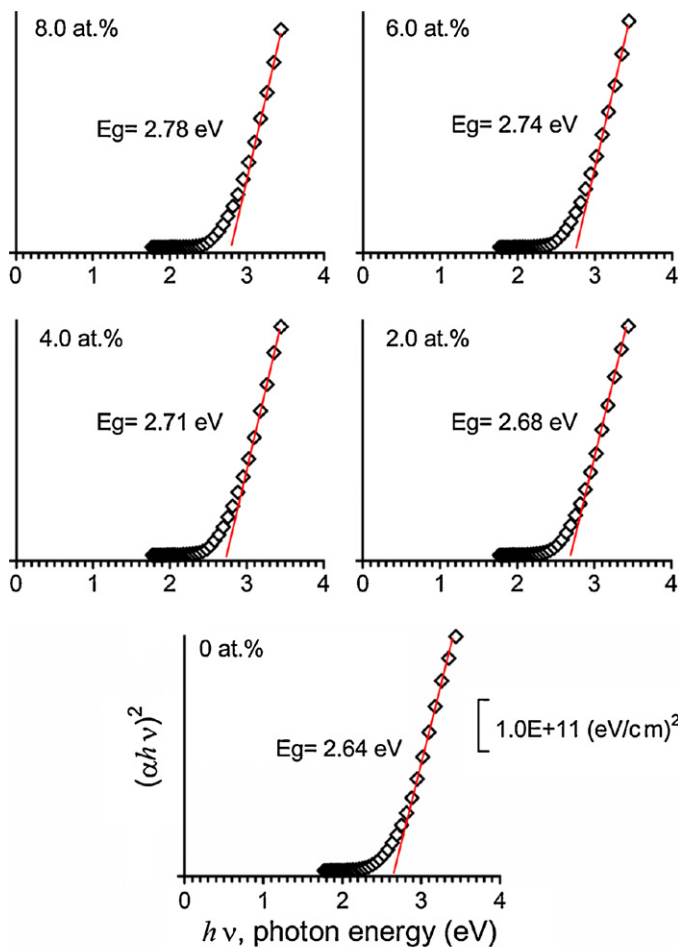 8.0 at.%
Eg= 2.78 eV
0 1 2 3 4
6.0 at.%
Eg= 2.74 eV
0 1 2 3 4
4.0 at.%
Eg= 2.71 eV
0 1 2 3 4
2.0 at.%
Eg= 2.68 eV
0 1 2 3 4
0 at.%
Eg= 2.64 eV
(αhν)²
1.0E+11 (eV/cm)²
0 1 2 3 4
hν, photon energy (eV)